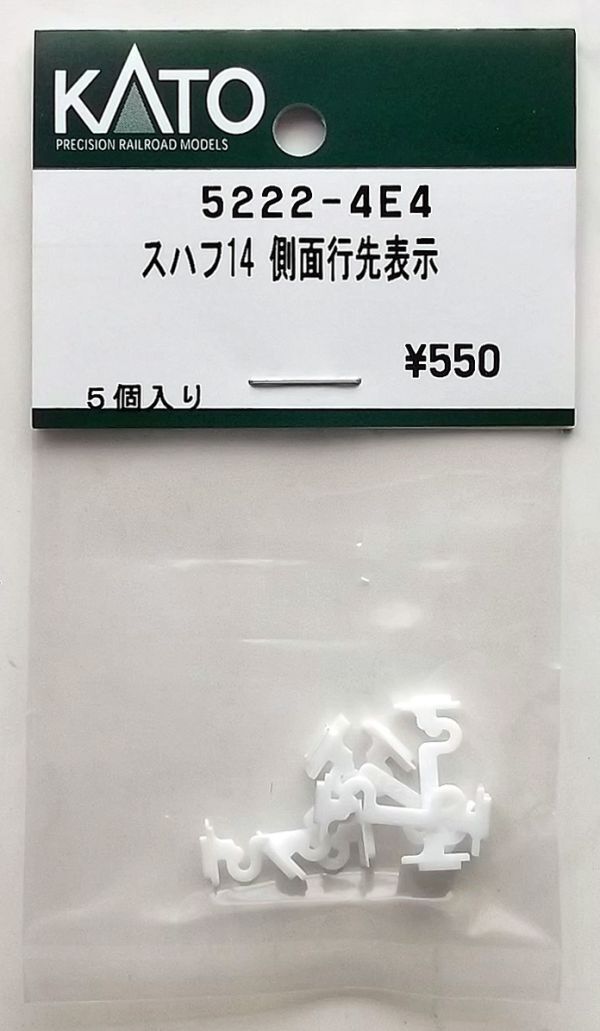 KATO
PRECISION RAILROAD MODELS
5222-4E4
スハフ14 側面行先表示
¥550
5個入り